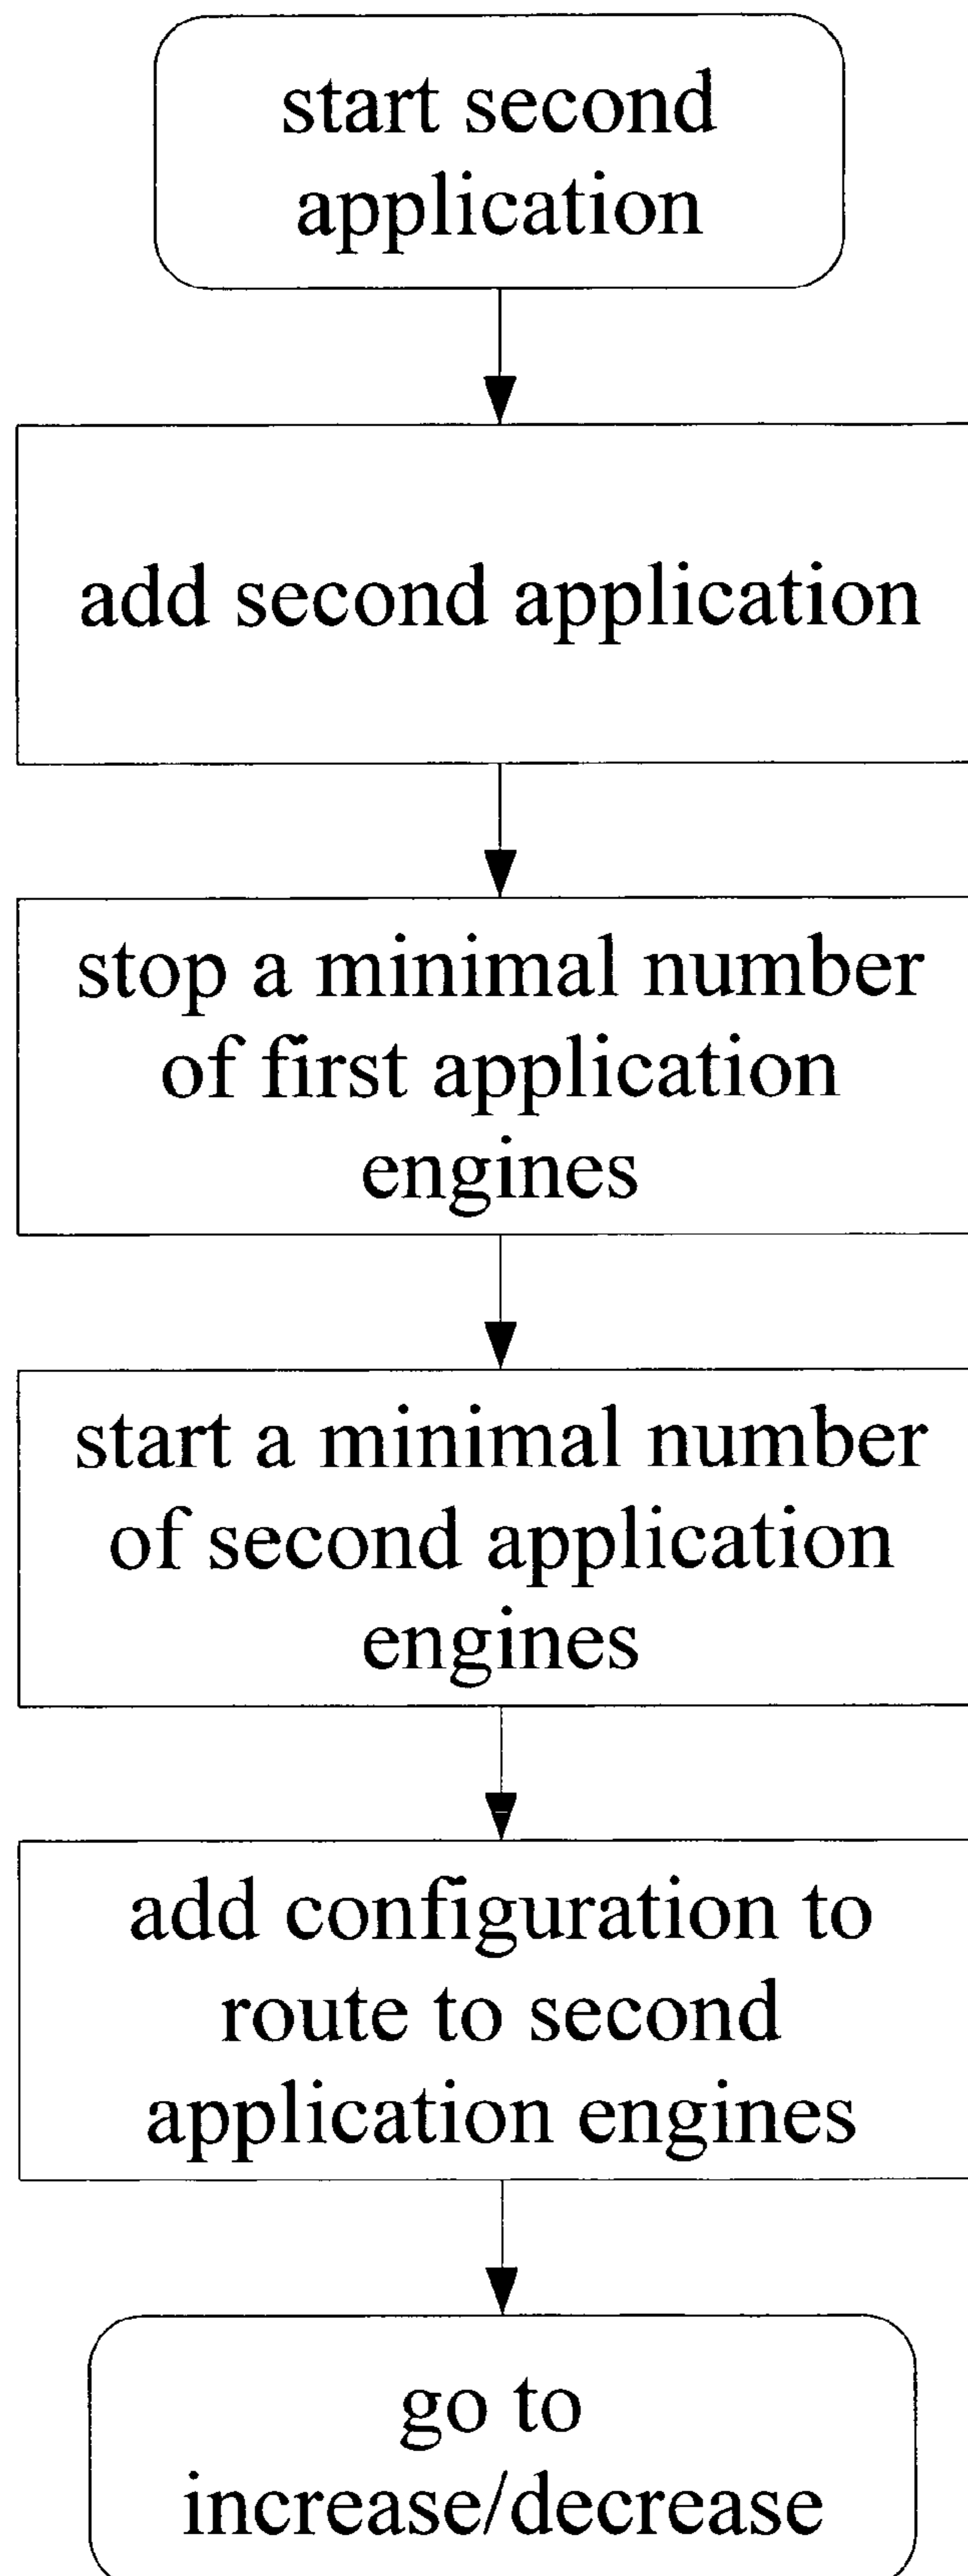 start second
application
add second application
stop a minimal number
of first application
engines
start a minimal number
of second application
engines
add configuration to
route to second
application engines
go to
increase/decrease